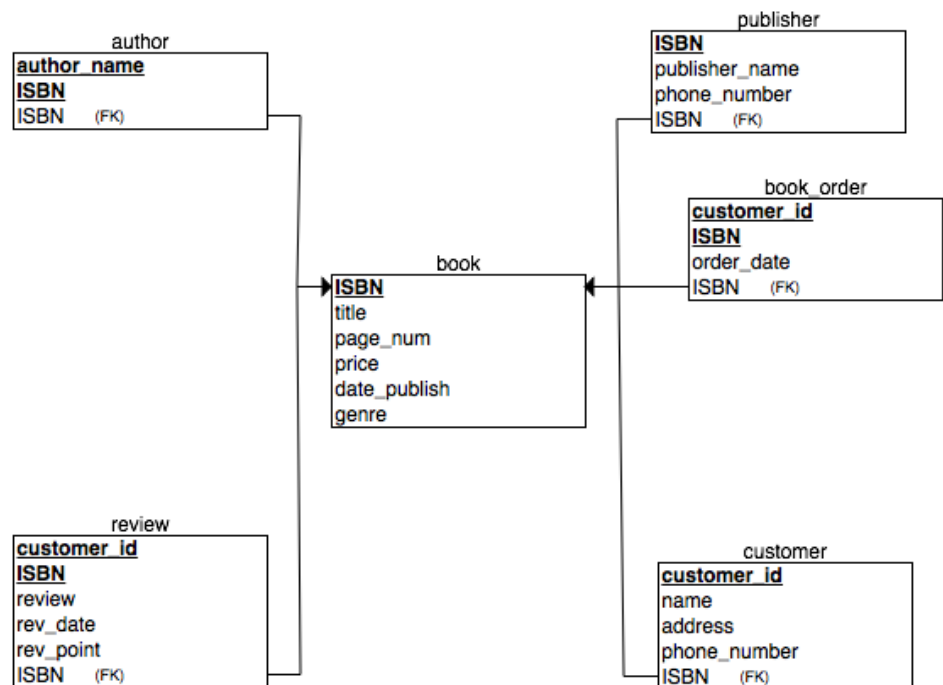 author
author_name
ISBN
ISBN (FK)
publisher
ISBN
publisher_name
phone_number
ISBN (FK)
book_order
customer_id
ISBN
order_date
ISBN (FK)
book
ISBN
title
page_num
price
date_publish
genre
review
customer_id
ISBN
review
rev_date
rev_point
ISBN (FK)
customer
customer_id
name
address
phone_number
ISBN (FK)